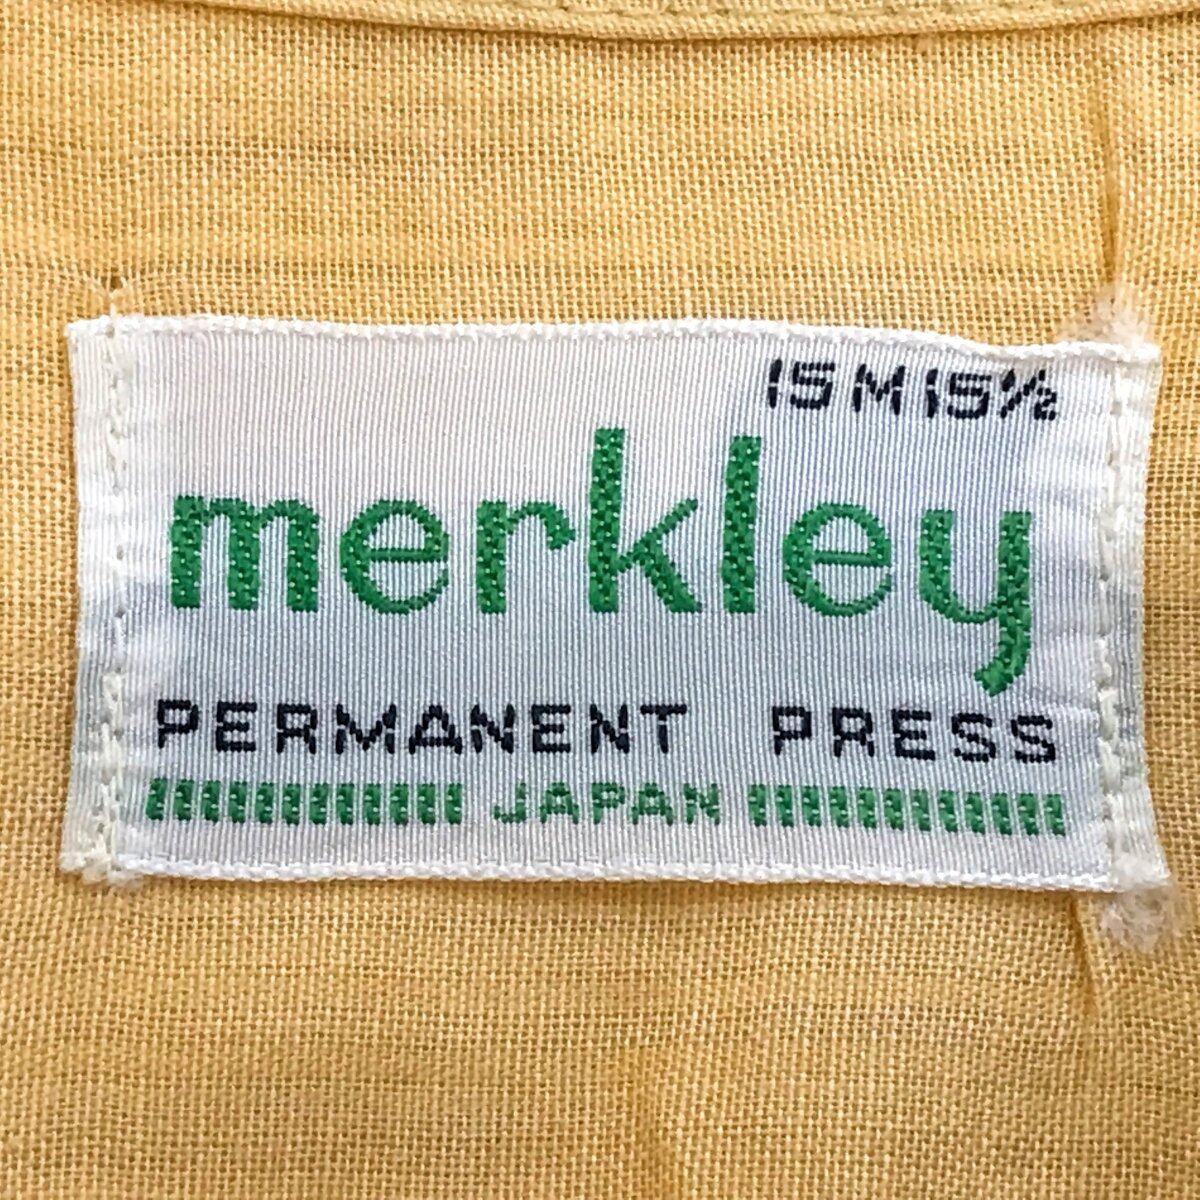 15 M 15½
merkley
PERMANENT PRESS
JAPAN